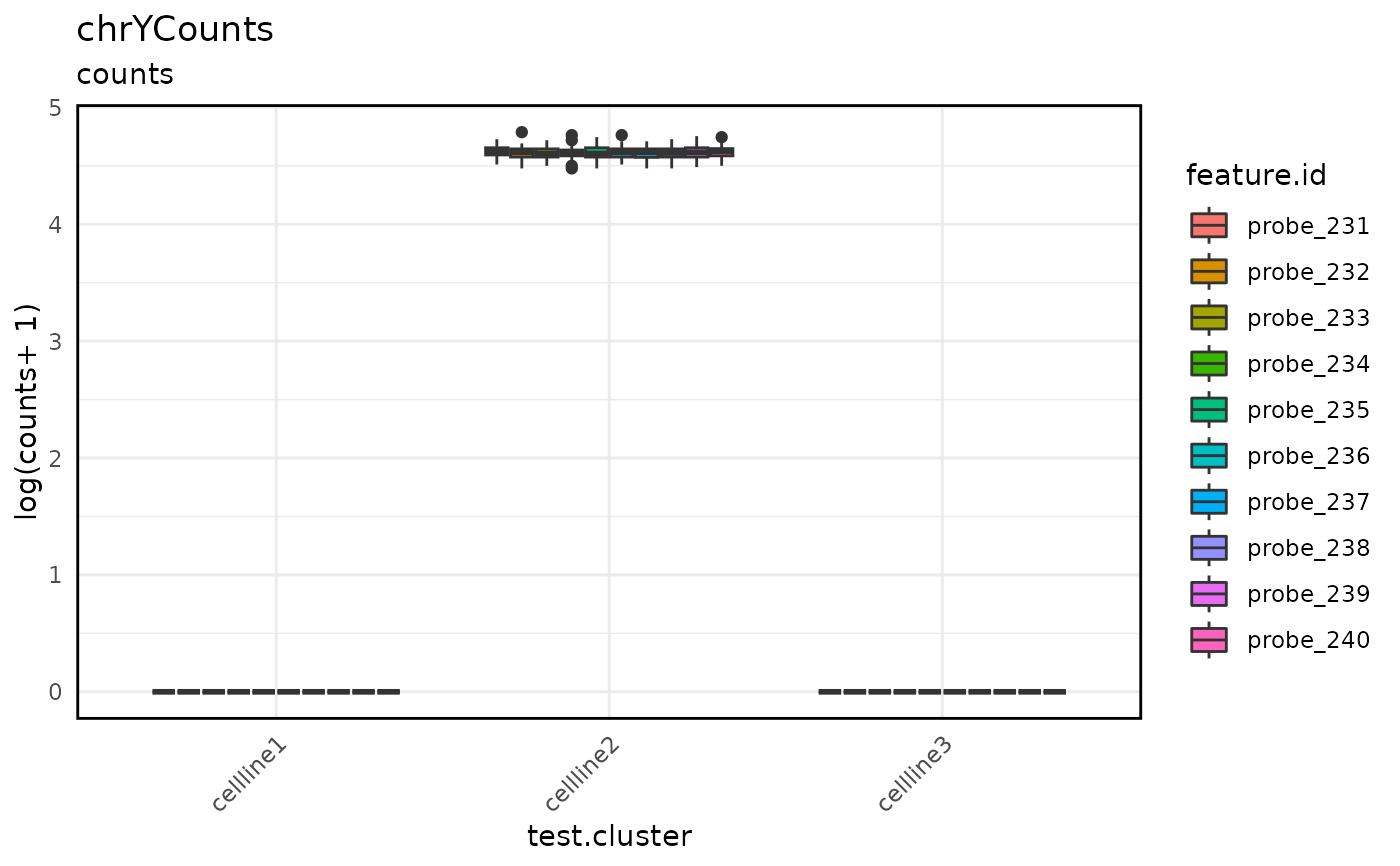 chrYCounts
counts
5
4
3
2
1
0
log(counts+ 1)
cellline1
cellline2
cellline3
test.cluster
feature.id
probe_231
probe_232
probe_233
probe_234
probe_235
probe_236
probe_237
probe_238
probe_239
probe_240